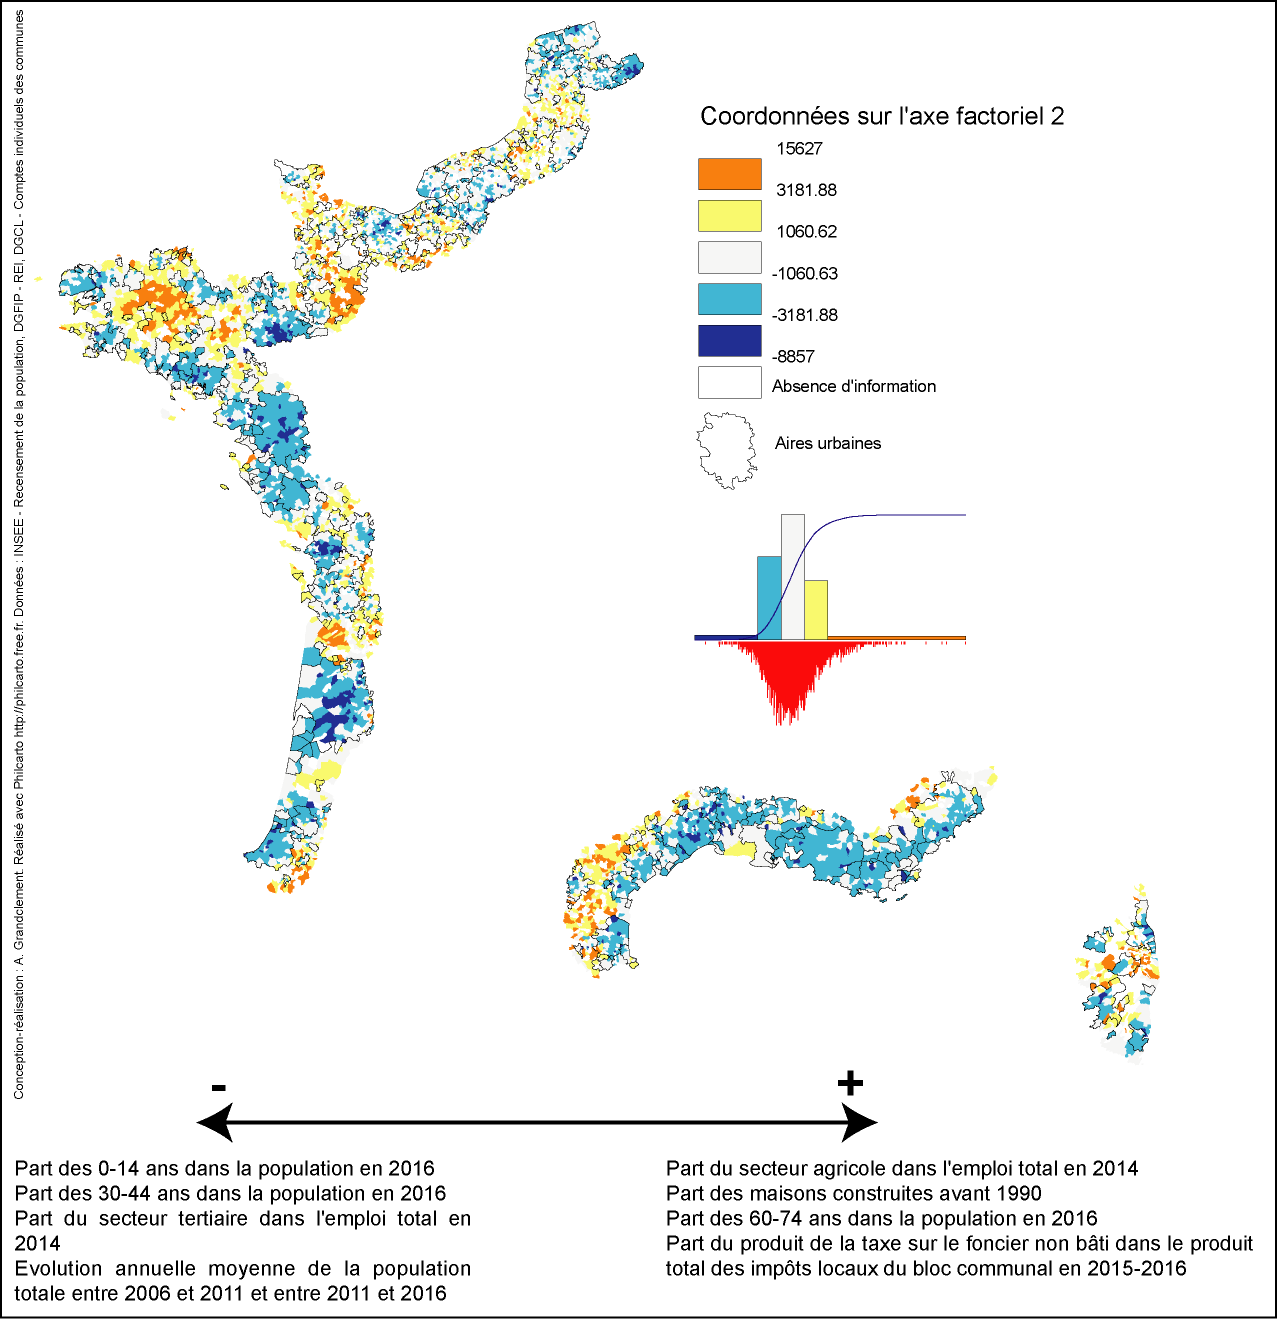 Conception-réalisation : A. Grandclement. Réalisé avec Philcarto http://philcarto.free.fr. Données : INSEE - Recensement de la population, DGFIP - REI, DGCL - Comptes individuels des communes
Coordonnées sur l'axe factoriel 2
15627
3181.88
1060.62
-1060.63
-3181.88
-8857
Absence d'information
Aires urbaines
-
+
Part des 0-14 ans dans la population en 2016
Part des 30-44 ans dans la population en 2016
Part du secteur tertiaire dans l'emploi total en
2014
Evolution annuelle moyenne de la population
totale entre 2006 et 2011 et entre 2011 et 2016
Part du secteur agricole dans l'emploi total en 2014
Part des maisons construites avant 1990
Part des 60-74 ans dans la population en 2016
Part du produit de la taxe sur le foncier non bâti dans le produit
total des impôts locaux du bloc communal en 2015-2016